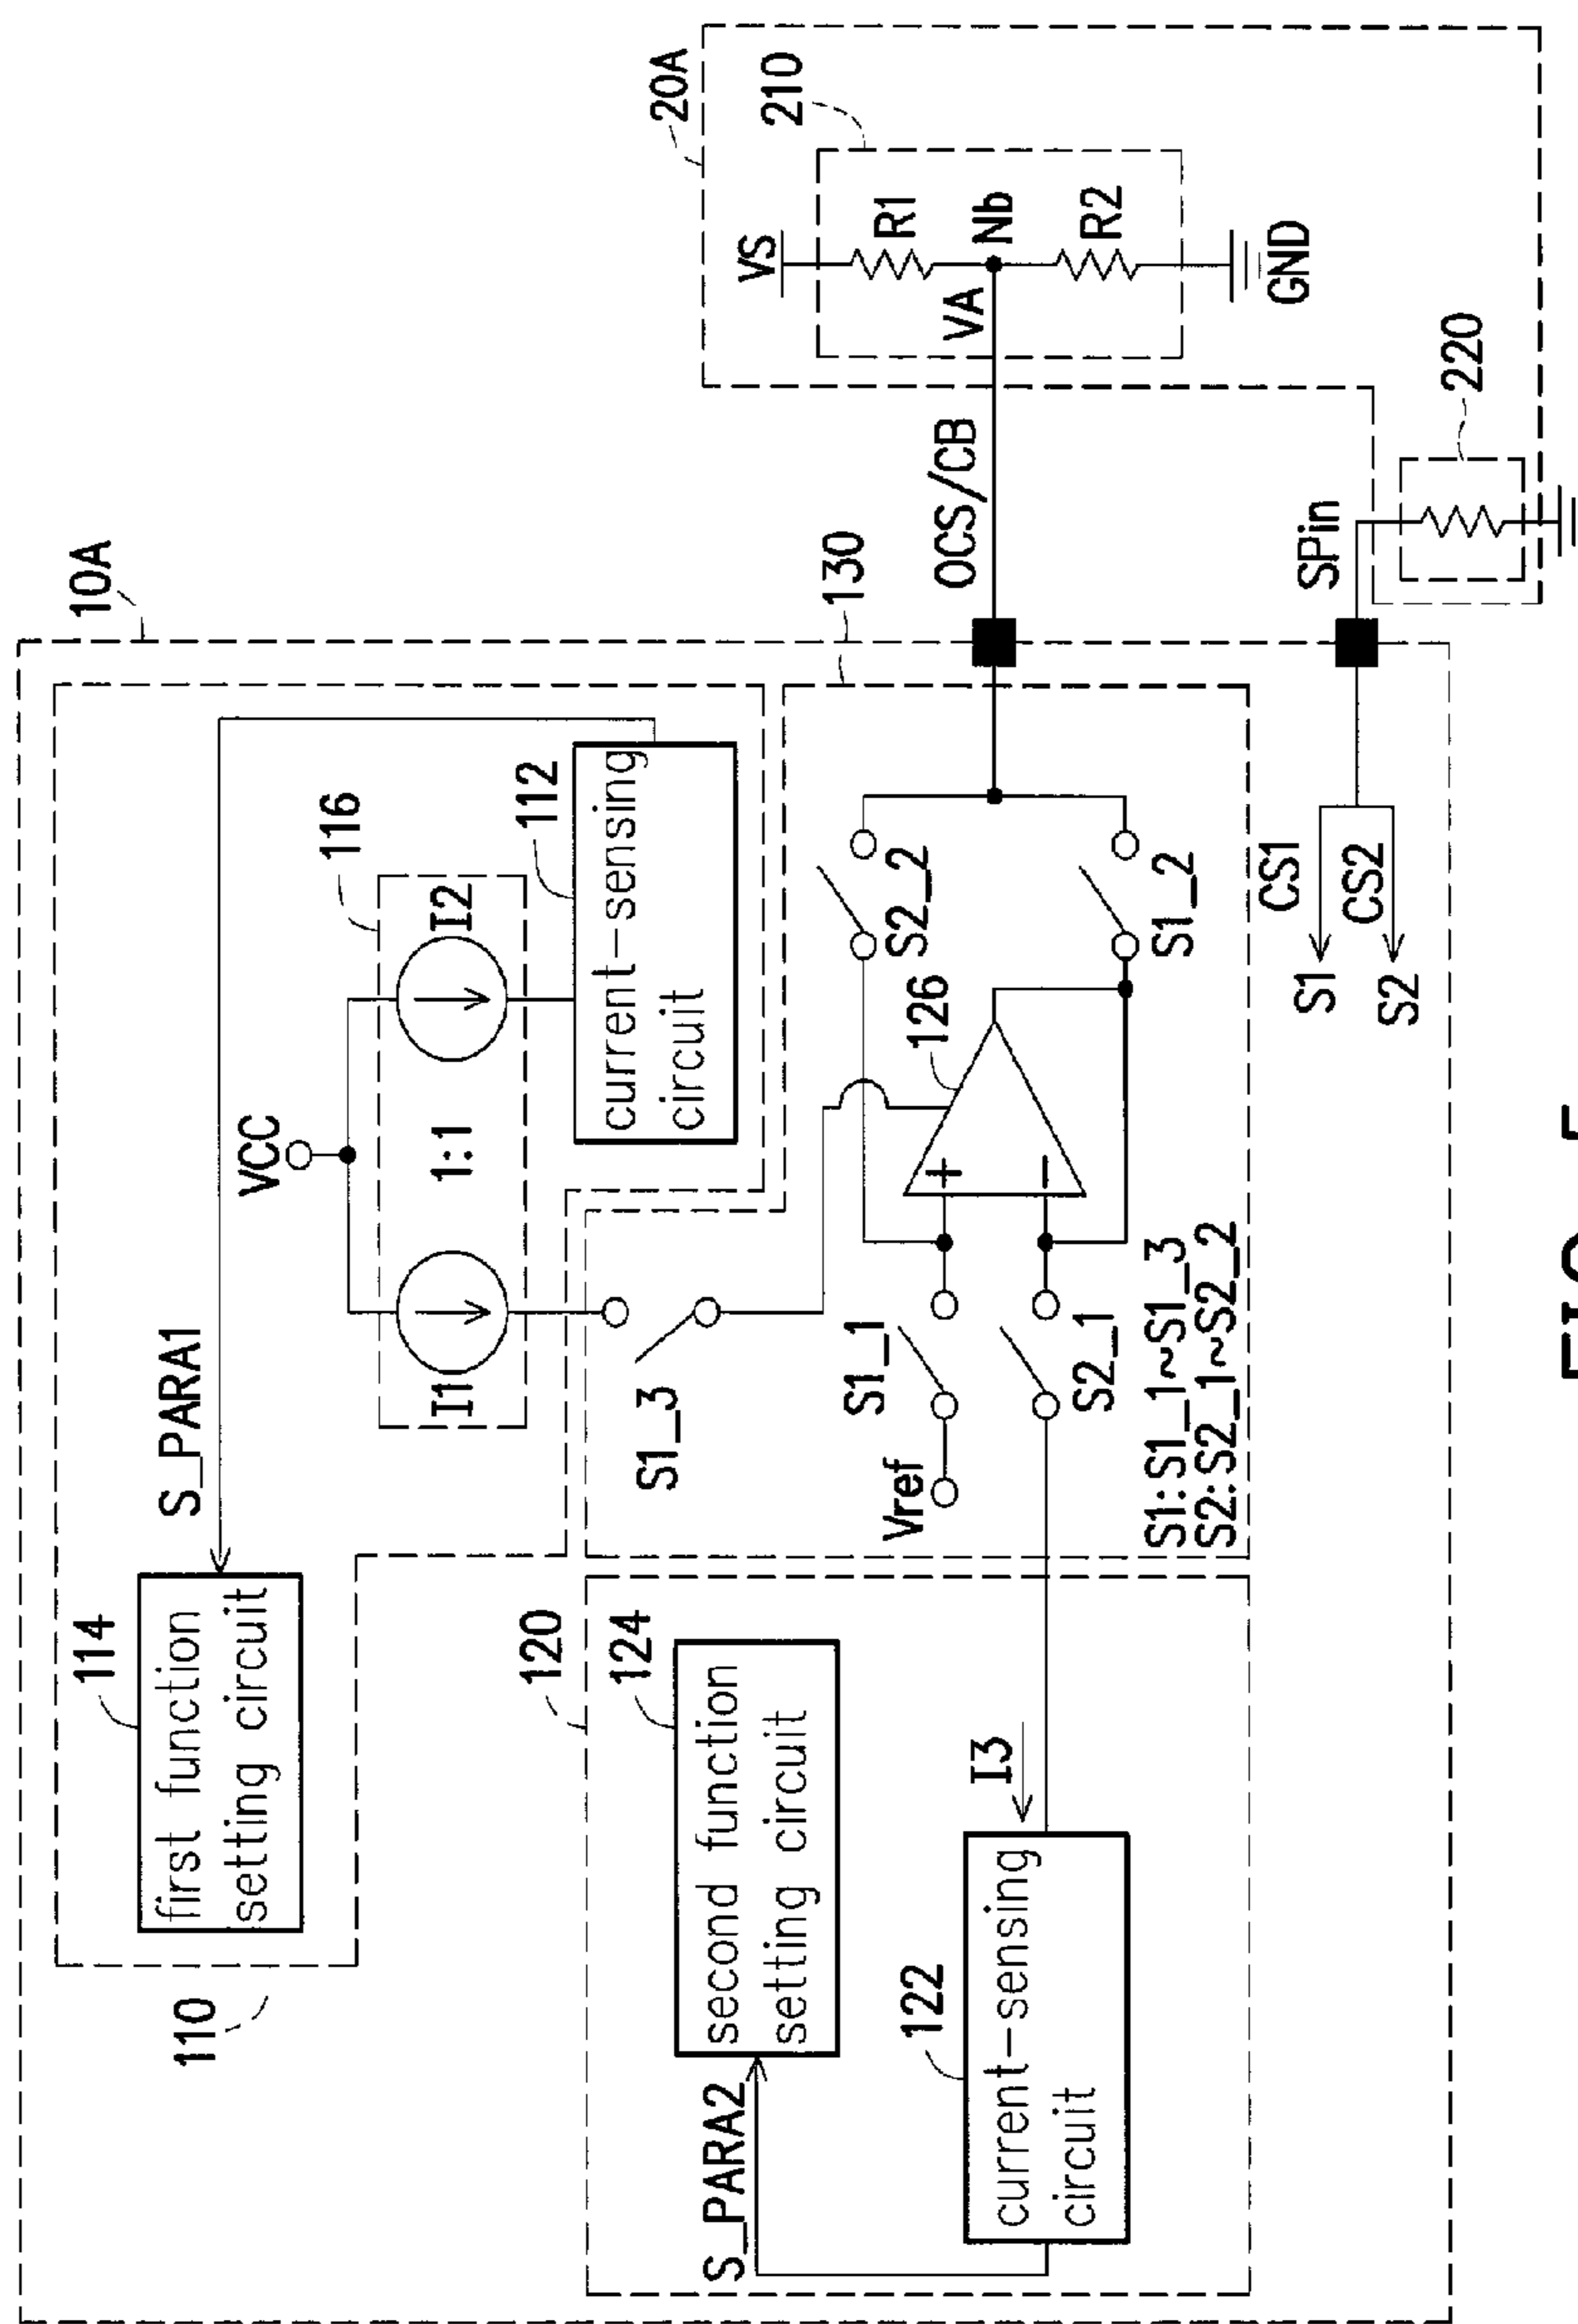 10A
110
114
first function
setting circuit
S_PARA1
VCC
116
I1
1:1
I2
112
current-sensing
circuit
S1_3
130
120
124
second function
setting circuit
S_PARA2
122
current-sensing
circuit
I3
Vref
S1_1
S2_1
126
+
−
S2_2
S1_2
S1:S1_1~S1_3
S2:S2_1~S2_2
OCS/CB
20A
210
VS
R1
VA
Nb
R2
GND
SPin
220
CS1
S1
CS2
S2